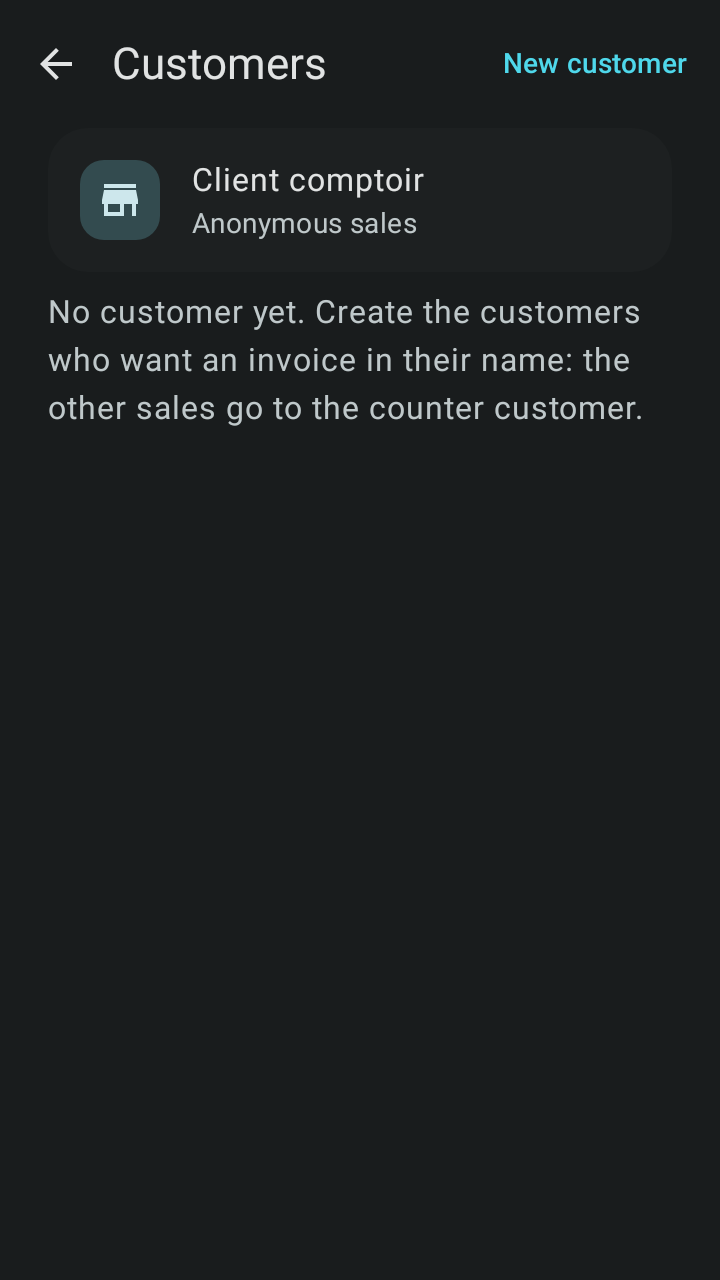 Customers
New customer
Client comptoir
Anonymous sales
No customer yet. Create the customers
who want an invoice in their name: the
other sales go to the counter customer.